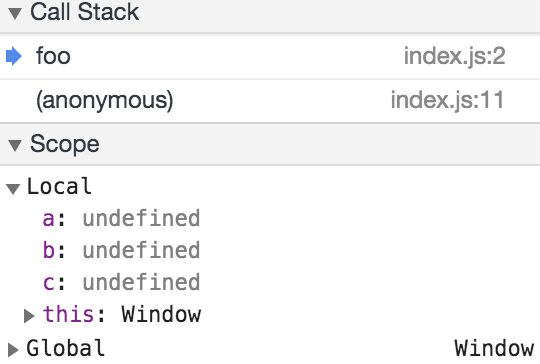 Call Stack
foo index.js:2
(anonymous) index.js:11
Scope
Local
a: undefined
b: undefined
c: undefined
this: Window
Global Window